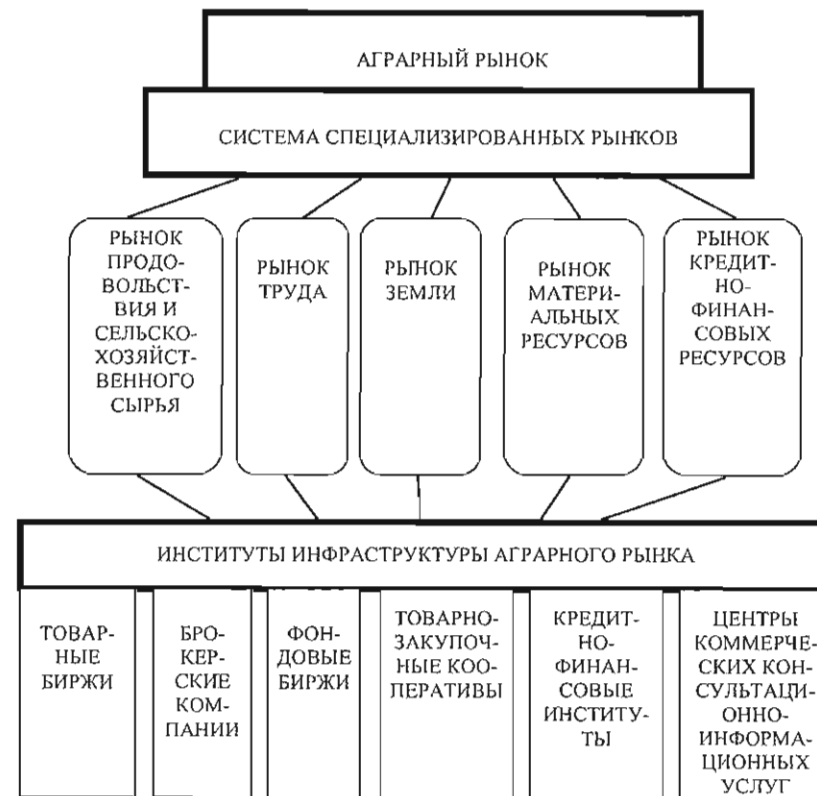 АГРАРНЫЙ РЫНОК
СИСТЕМА СПЕЦИАЛИЗИРОВАННЫХ РЫНКОВ
РЫНОК
ПРОДО-
ВОЛЬСТ-
ВИЯ И
СЕЛЬСКО-
ХОЗЯЙСТ-
ВЕННОГО
СЫРЬЯ
РЫНОК
ТРУДА
РЫНОК
ЗЕМЛИ
РЫНОК
МАТЕРИ-
АЛЬНЫХ
РЕСУРСОВ
РЫНОК
КРЕДИТ-
НО-
ФИНАН-
СОВЫХ
РЕСУРСОВ
ИНСТИТУТЫ ИНФРАСТРУКТУРЫ АГРАРНОГО РЫНКА
ТОВАР-
НЫЕ
БИРЖИ
БРО-
КЕР-
СКИЕ
КОМ-
ПАНИИ
ФОН-
ДОВЫЕ
БИРЖИ
ТОВАРНО-
ЗАКУПОЧ-
НЫЕ КОО-
ПЕРАТИВЫ
КРЕДИТ-
НО-
ФИНАН-
СОВЫЕ
ИНСТИТУ-
ТЫ
ЦЕНТРЫ
КОММЕРЧЕ-
СКИХ КОН-
СУЛЬТАЦИ-
ОННО-
ИНФОРМА-
ЦИОННЫХ
УСЛУГ